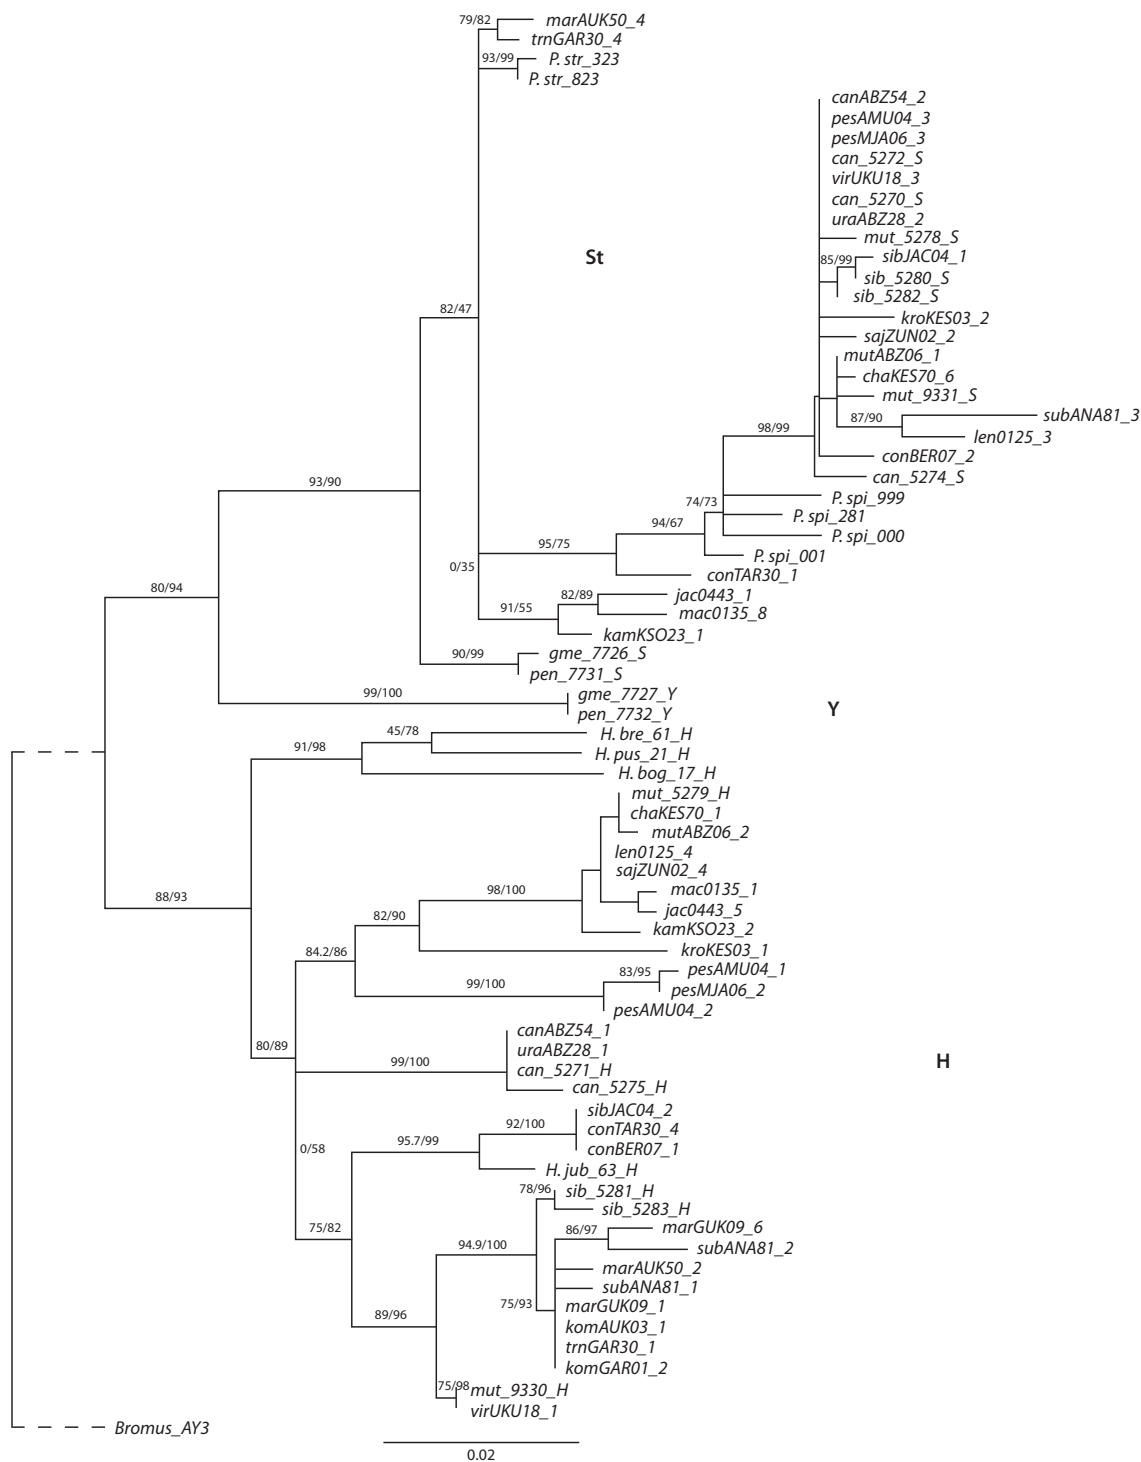 79/82
marAUK50_4
trnGAR30_4
93/99
P. str_323
P. str_823
canABZ54_2
pesAMU04_3
pesMJA06_3
can_5272_S
virUKU18_3
can_5270_S
uraABZ28_2
mut_5278_S
St
85/99
sibJAC04_1
sib_5280_S
sib_5282_S
82/47
kroKES03_2
sajZUN02_2
mutABZ06_1
chaKES70_6
mut_9331_S
87/90
subANA81_3
98/99
len0125_3
conBER07_2
can_5274_S
93/90
P. spi_999
74/73
P. spi_281
94/67
P. spi_000
95/75
P. spi_001
0/35
conTAR30_1
80/94
82/89
jac0443_1
91/55
mac0135_8
kamKSO23_1
90/99
gme_7726_S
pen_7731_S
99/100
gme_7727_Y
Y
pen_7732_Y
45/78
H. bre_61_H
91/98
H. pus_21_H
H. bog_17_H
mut_5279_H
chaKES70_1
mutABZ06_2
len0125_4
sajZUN02_4
98/100
mac0135_1
88/93
jac0443_5
82/90
kamKSO23_2
84.2/86
kroKES03_1
83/95
pesAMU04_1
99/100
pesMJA06_2
pesAMU04_2
canABZ54_1
80/89
uraABZ28_1
99/100
can_5271_H
H
can_5275_H
sibJAC04_2
92/100
conTAR30_4
95.7/99
conBER07_1
0/58
H. jub_63_H
78/96
sib_5281_H
sib_5283_H
75/82
86/97
marGUK09_6
94.9/100
subANA81_2
marAUK50_2
subANA81_1
75/93
marGUK09_1
89/96
komAUK03_1
trnGAR30_1
komGAR01_2
75/98
mut_9330_H
virUKU18_1
Bromus_AY3
0.02